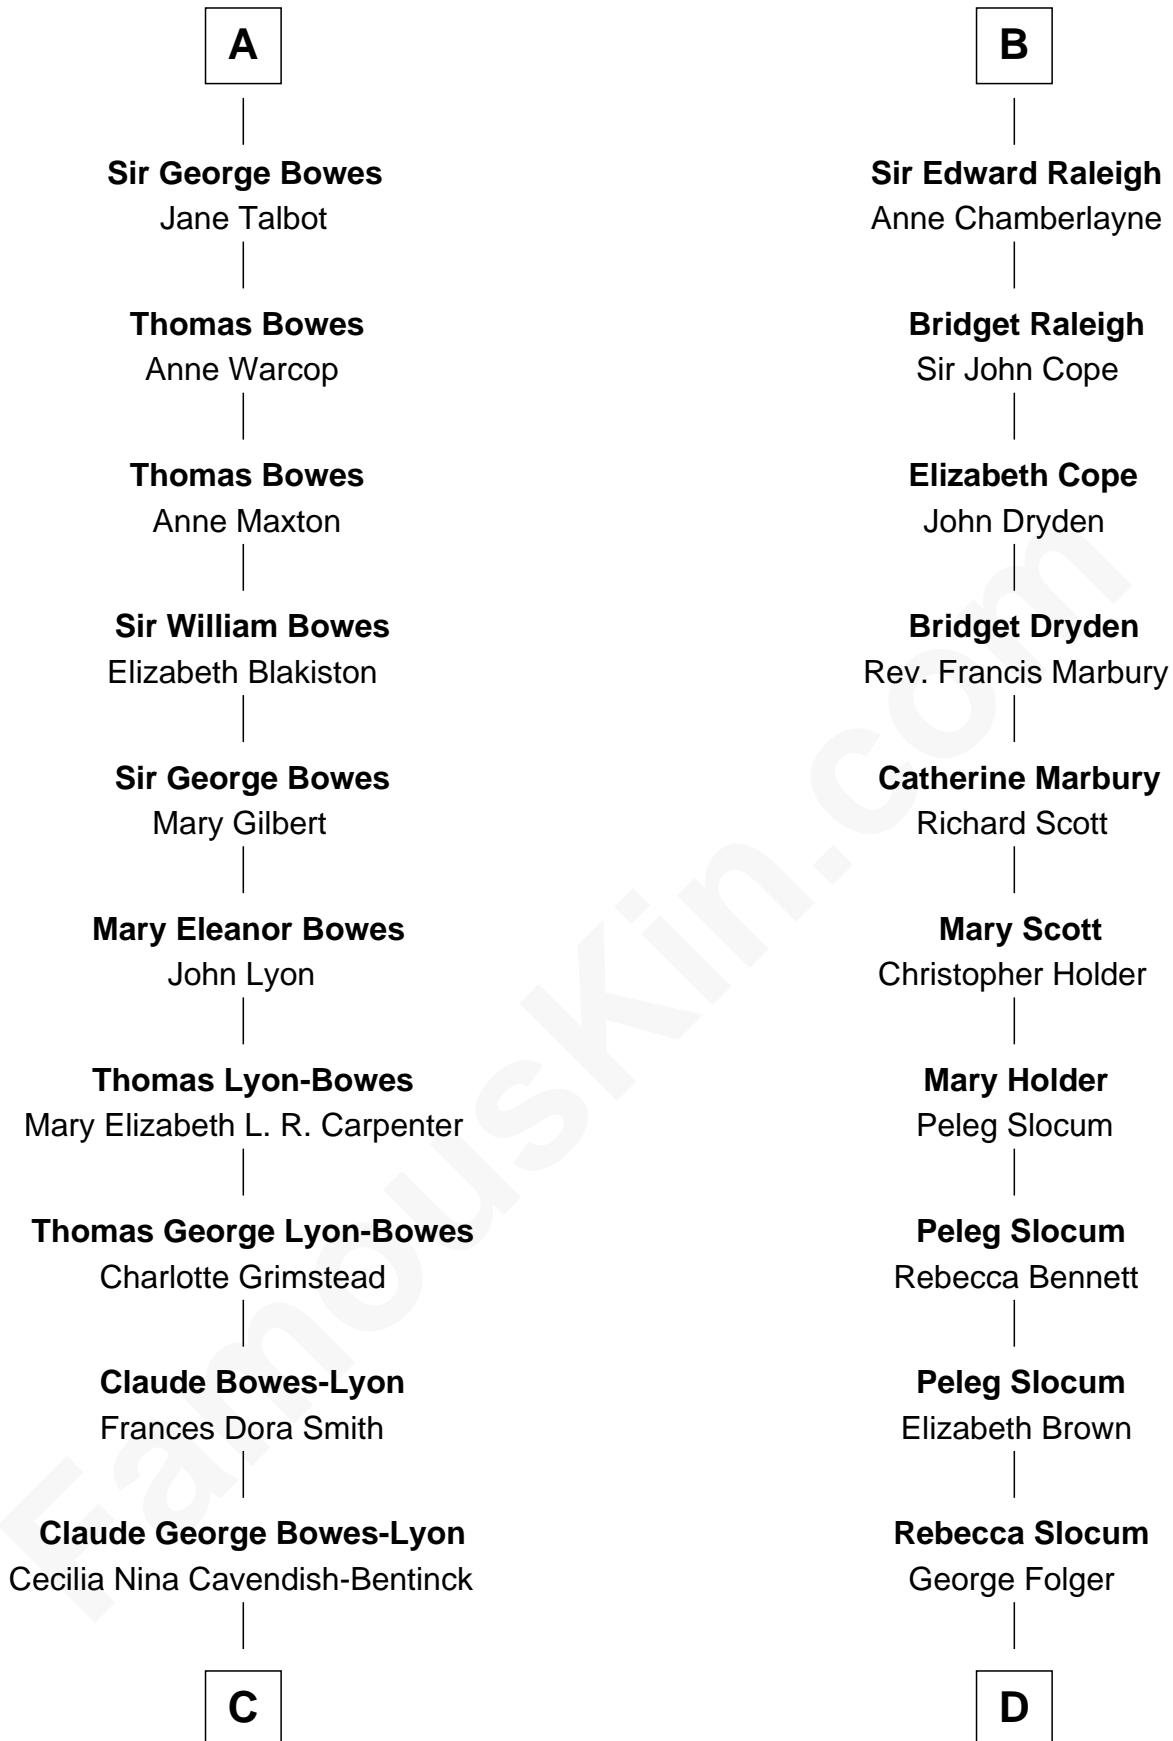 A
Sir George Bowes
Jane Talbot
Thomas Bowes
Anne Warcop
Thomas Bowes
Anne Maxton
Sir William Bowes
Elizabeth Blakiston
Sir George Bowes
Mary Gilbert
Mary Eleanor Bowes
John Lyon
Thomas Lyon-Bowes
Mary Elizabeth L. R. Carpenter
Thomas George Lyon-Bowes
Charlotte Grimstead
Claude Bowes-Lyon
Frances Dora Smith
Claude George Bowes-Lyon
Cecilia Nina Cavendish-Bentinck
C
B
Sir Edward Raleigh
Anne Chamberlayne
Bridget Raleigh
Sir John Cope
Elizabeth Cope
John Dryden
Bridget Dryden
Rev. Francis Marbury
Catherine Marbury
Richard Scott
Mary Scott
Christopher Holder
Mary Holder
Peleg Slocum
Peleg Slocum
Rebecca Bennett
Peleg Slocum
Elizabeth Brown
Rebecca Slocum
George Folger
D
FamousKin.com